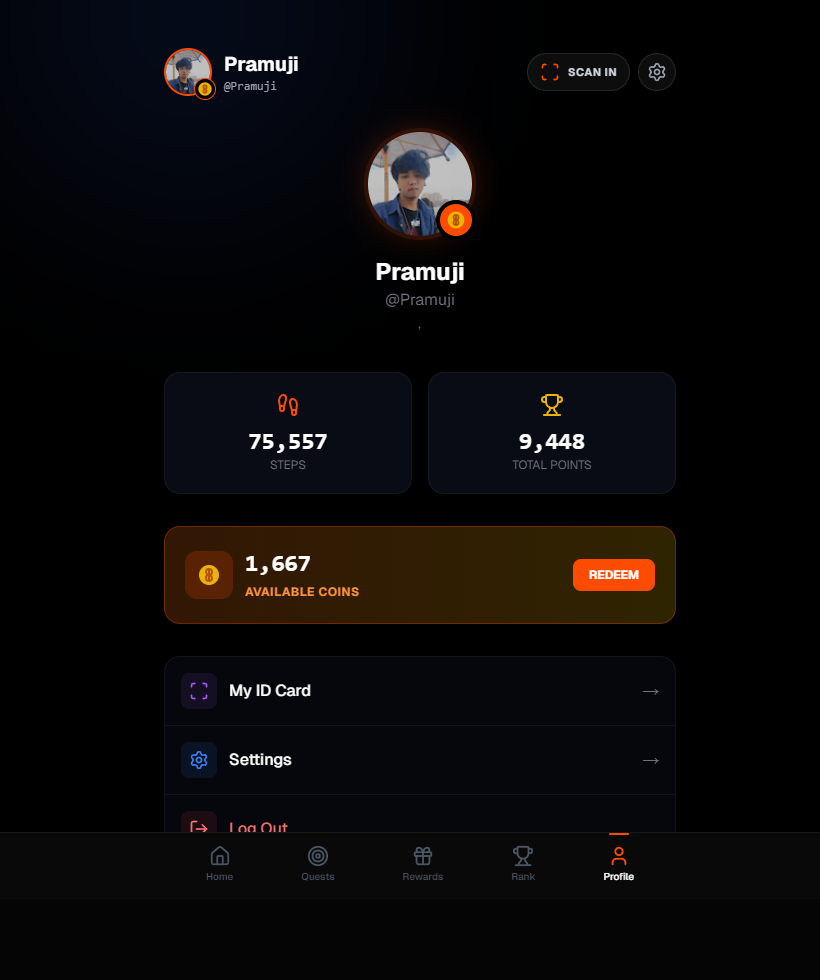 Pramuji
@Pramuji
SCAN IN
Pramuji
@Pramuji
,
75,557
STEPS
9,448
TOTAL POINTS
1,667
AVAILABLE COINS
REDEEM
My ID Card →
Settings →
Log Out
Home
Quests
Rewards
Rank
Profile